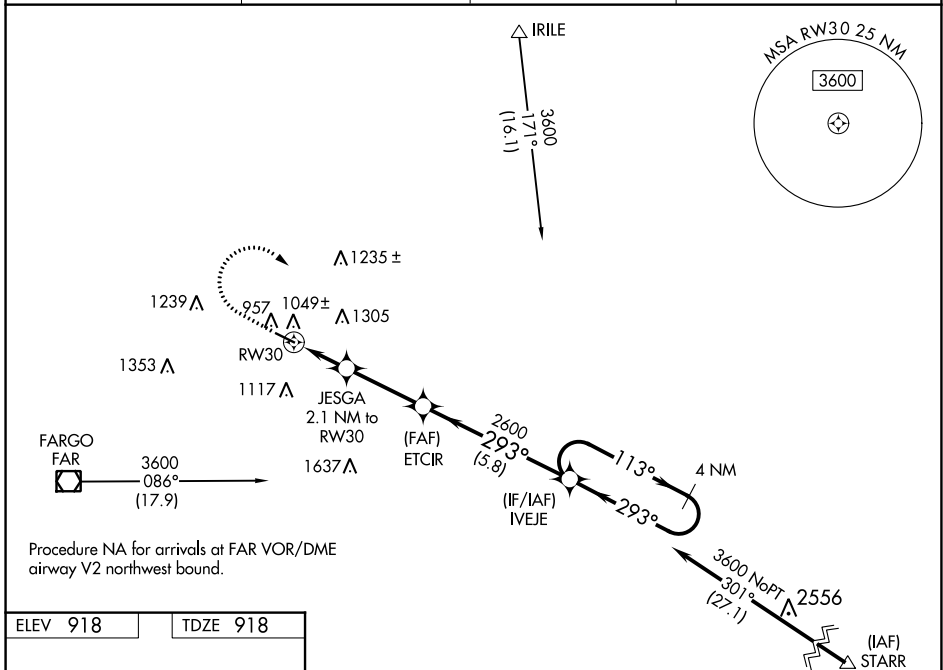 IRILE
MSA RW30 25 NM
3600
3600
171°
(16.1)
1235 ±
1239
957
1049±
1305
RW30
1353
1117
JESGA
2.1 NM to
RW30
(FAF)
ETCIR
2600
293°
(5.8)
113°
4 NM
293°
(IF/IAF)
IVEJE
FARGO
FAR
3600
086°
(17.9)
1637
Procedure NA for arrivals at FAR VOR/DME
airway V2 northwest bound.
3600 NoPT
301°
(27.1)
2556
(IAF)
STARR
ELEV 918
TDZE 918